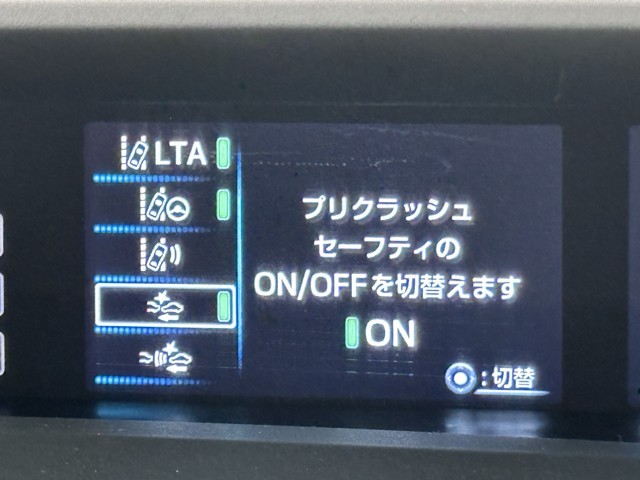 LTA
プリクラッシュ
セーフティの
ON/OFFを切替えます
ON
:切替